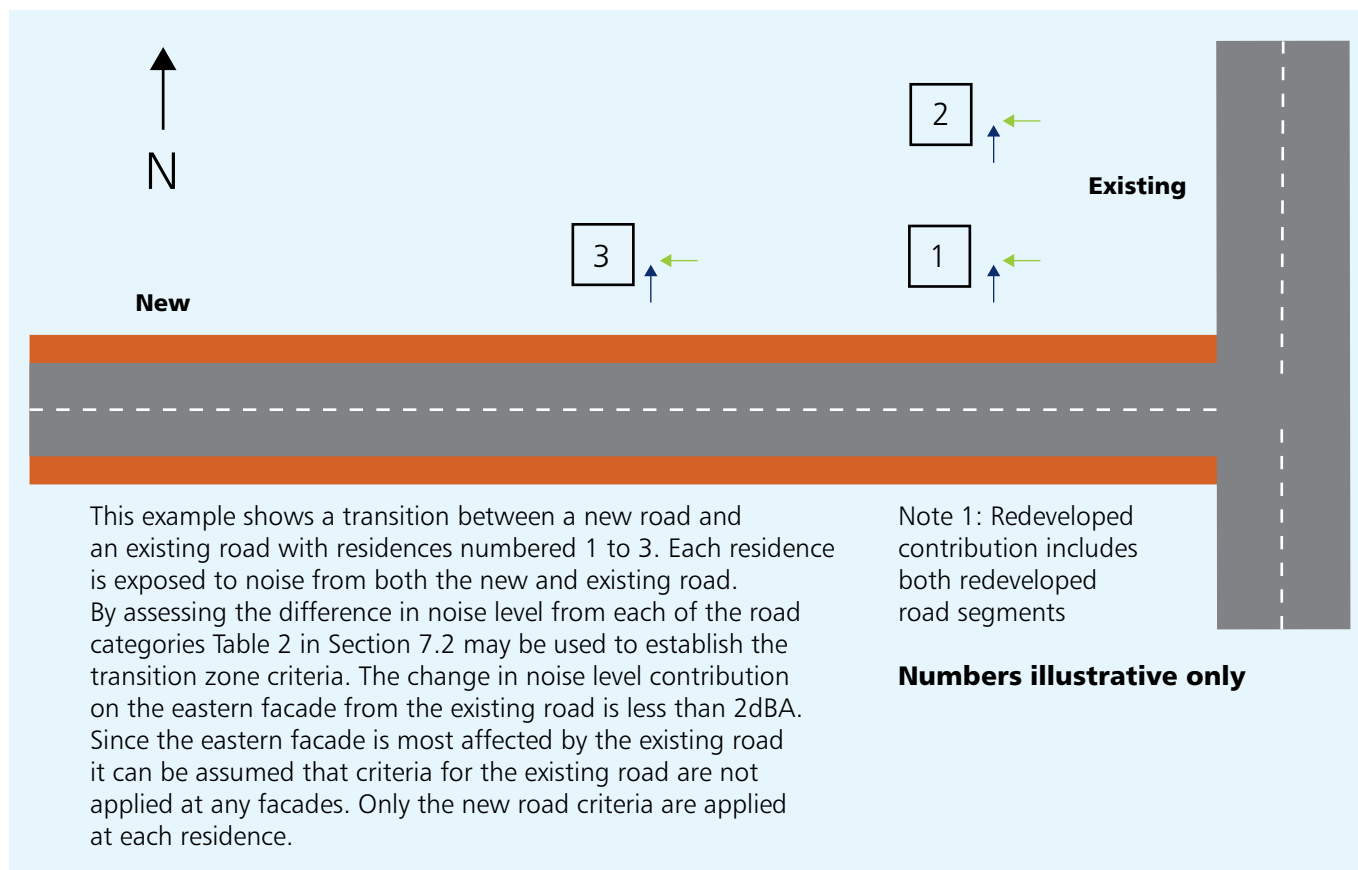 N
2
Existing
3
1
New
This example shows a transition between a new road and
an existing road with residences numbered 1 to 3. Each residence
is exposed to noise from both the new and existing road.
By assessing the difference in noise level from each of the road
categories Table 2 in Section 7.2 may be used to establish the
transition zone criteria. The change in noise level contribution
on the eastern facade from the existing road is less than 2dBA.
Since the eastern facade is most affected by the existing road
it can be assumed that criteria for the existing road are not
applied at any facades. Only the new road criteria are applied
at each residence.
Note 1: Redeveloped
contribution includes
both redeveloped
road segments
Numbers illustrative only